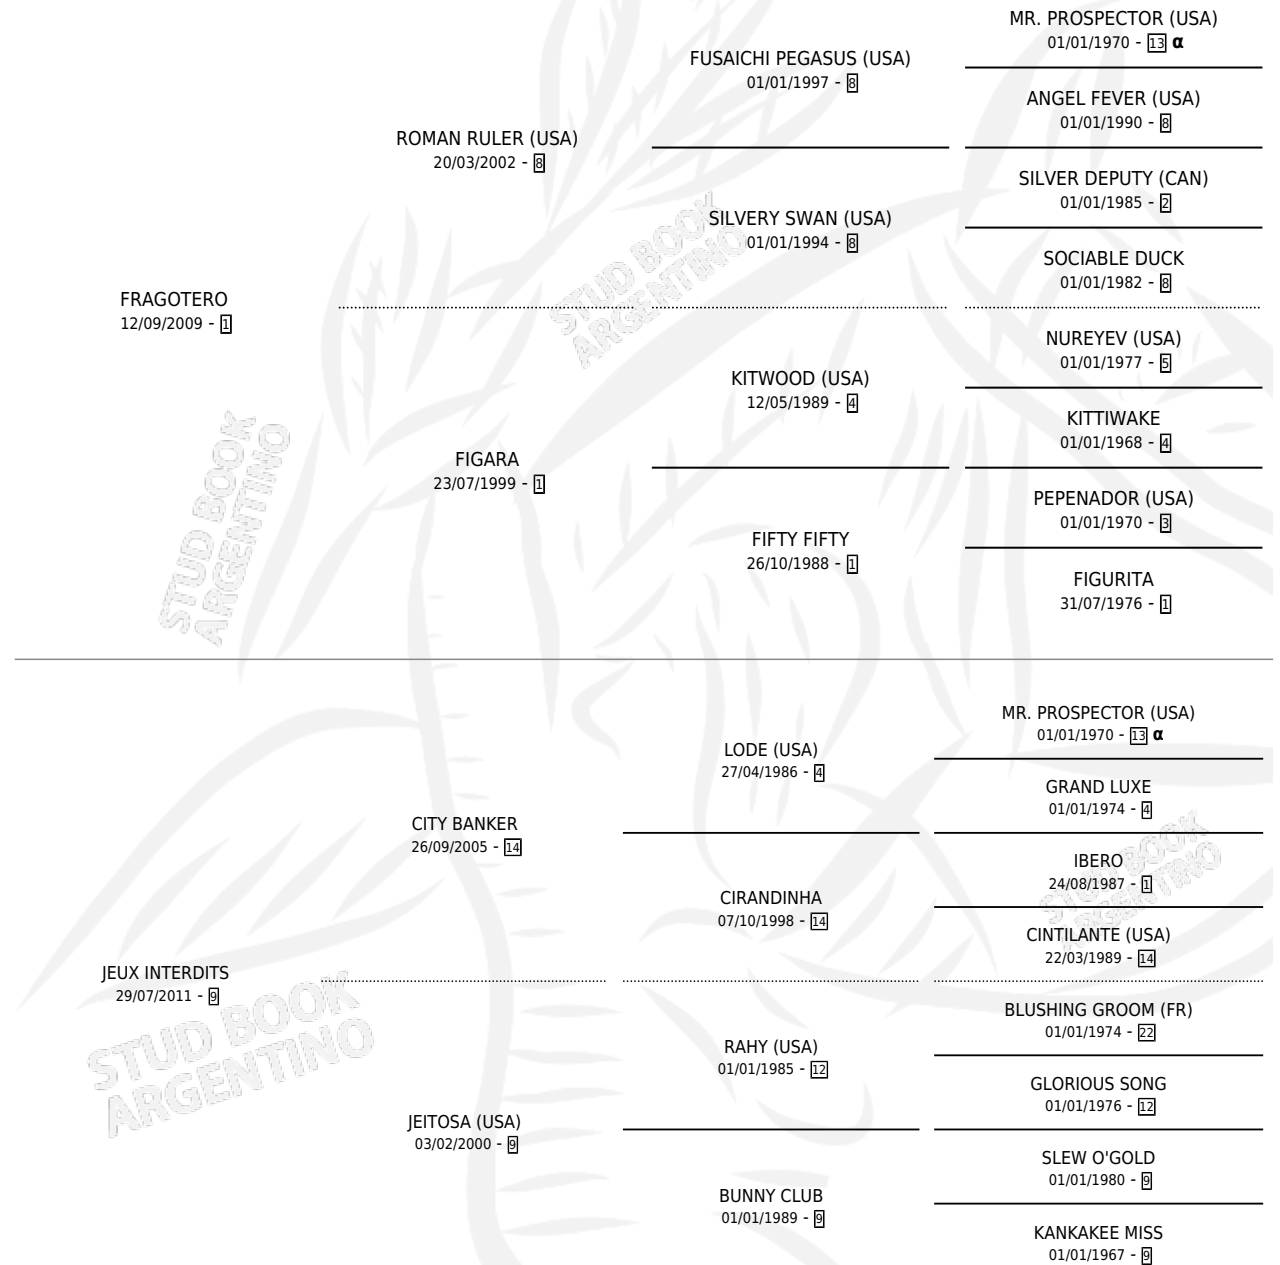 MR. PROSPECTOR (USA)
01/01/1970 - 13 α
FUSAICHI PEGASUS (USA)
01/01/1997 - 8
ANGEL FEVER (USA)
01/01/1990 - 8
ROMAN RULER (USA)
20/03/2002 - 8
SILVER DEPUTY (CAN)
01/01/1985 - 2
SILVERY SWAN (USA)
01/01/1994 - 8
SOCIABLE DUCK
01/01/1982 - 8
STUD BOOK
ARGENTINO
FRAGOTERO
12/09/2009 - 1
NUREYEV (USA)
01/01/1977 - 5
KITWOOD (USA)
12/05/1989 - 4
KITTIWAKE
01/01/1968 - 4
FIGARA
23/07/1999 - 1
PEPENADOR (USA)
01/01/1970 - 3
FIFTY FIFTY
26/10/1988 - 1
FIGURITA
31/07/1976 - 1
STUD BOOK
ARGENTINO
MR. PROSPECTOR (USA)
01/01/1970 - 13 α
LODE (USA)
27/04/1986 - 4
GRAND LUXE
01/01/1974 - 4
CITY BANKER
26/09/2005 - 14
IBERO
24/08/1987 - 1
STUD BOOK
ARGENTINO
CIRANDINHA
07/10/1998 - 14
CINTILANTE (USA)
22/03/1989 - 14
JEUX INTERDITS
29/07/2011 - 9
STUD BOOK
ARGENTINO
BLUSHING GROOM (FR)
01/01/1974 - 22
RAHY (USA)
01/01/1985 - 12
GLORIOUS SONG
01/01/1976 - 12
JEITOSA (USA)
03/02/2000 - 9
SLEW O'GOLD
01/01/1980 - 9
BUNNY CLUB
01/01/1989 - 9
KANKAKEE MISS
01/01/1967 - 9